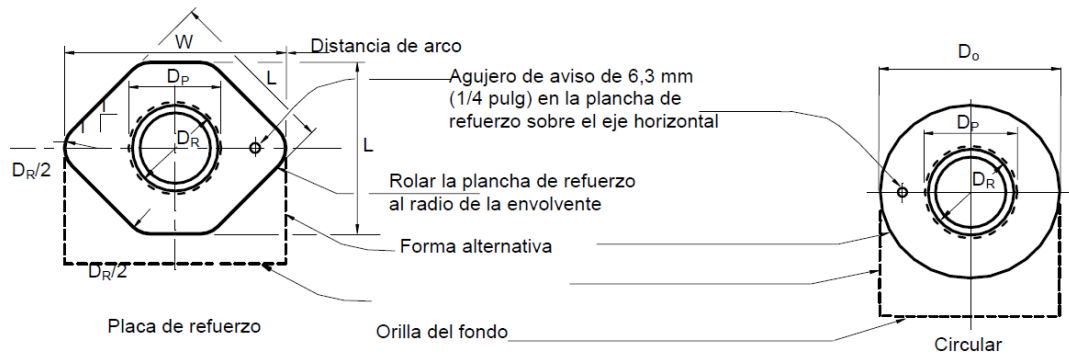 W
Distancia de arco
L
DP
DR
L
I
I
DR/2
DR/2
Agujero de aviso de 6,3 mm
(1/4 pulg) en la plancha de
refuerzo sobre el eje horizontal
Rolar la plancha de refuerzo
al radio de la envolvente
Forma alternativa
Orilla del fondo
Placa de refuerzo
Do
DP
DR
Circular